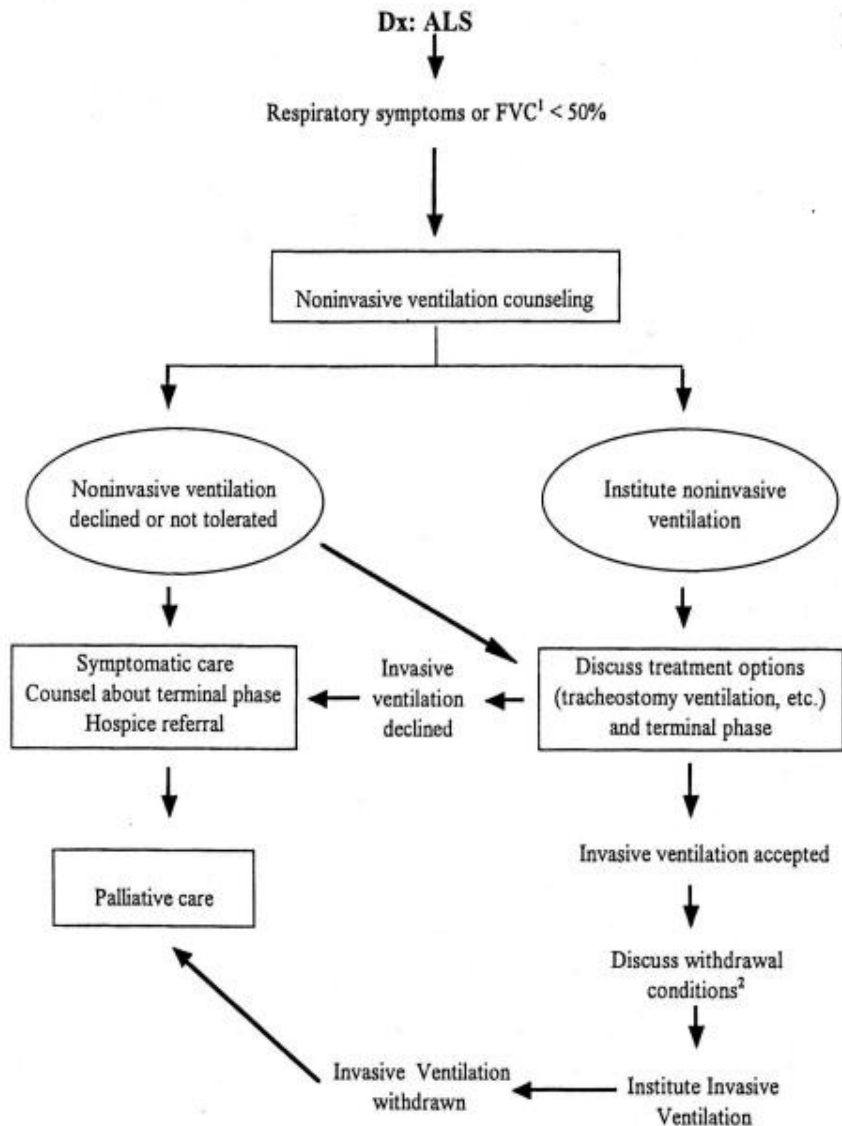 Dx: ALS
Respiratory symptoms or FVC¹ < 50%
Noninvasive ventilation counseling
Noninvasive ventilation
declined or not tolerated
Institute noninvasive
ventilation
Symptomatic care
Counsel about terminal phase
Hospice referral
Invasive
ventilation
declined
Discuss treatment options
(tracheostomy ventilation, etc.)
and terminal phase
Invasive ventilation accepted
Palliative care
Discuss withdrawal
conditions²
Invasive Ventilation
withdrawn
Institute Invasive
Ventilation